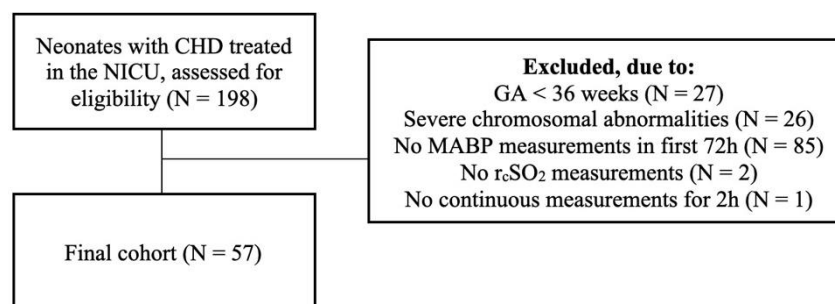 Neonates with CHD treated
in the NICU, assessed for
eligibility (N = 198)
Excluded, due to:
GA < 36 weeks (N = 27)
Severe chromosomal abnormalities (N = 26)
No MABP measurements in first 72h (N = 85)
No rcSO2 measurements (N = 2)
No continuous measurements for 2h (N = 1)
Final cohort (N = 57)